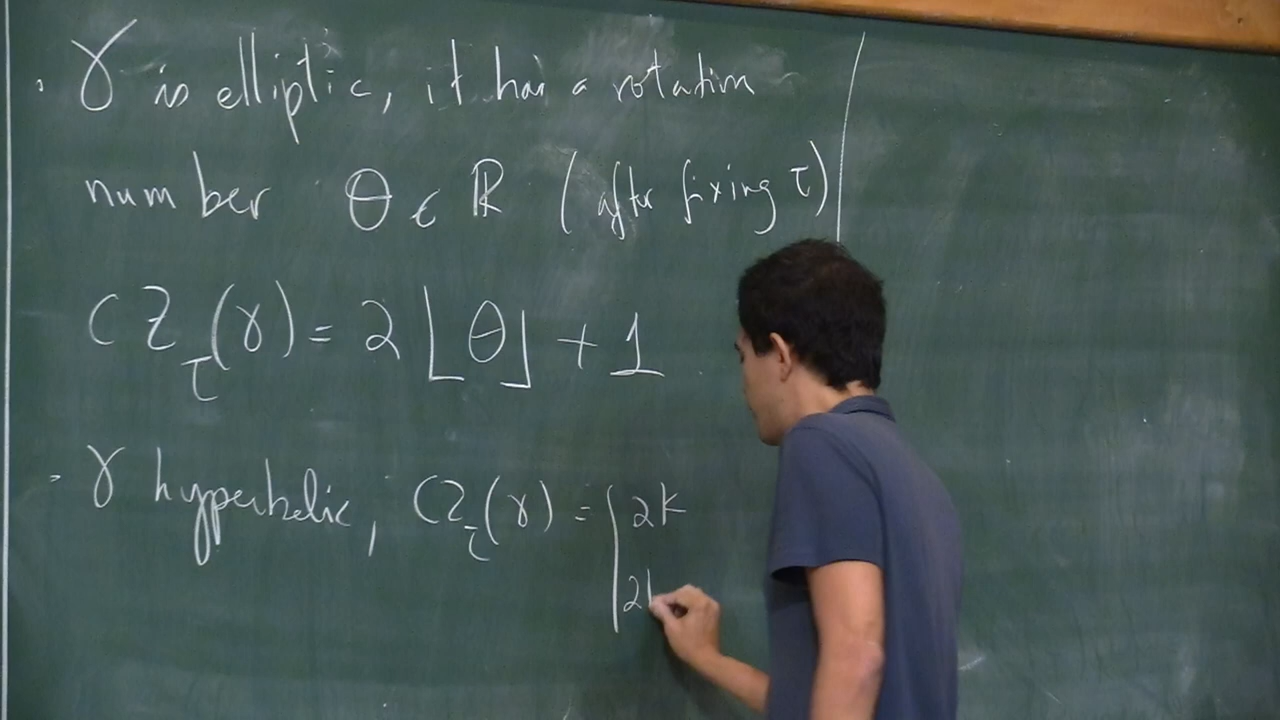 · γ is elliptic, it has a rotation
number θ ∈ ℝ (after fixing τ)
CZ_τ(γ) = 2⌊θ⌋ + 1
· γ hyperbolic, CZ_τ(γ) = { 2k
2k